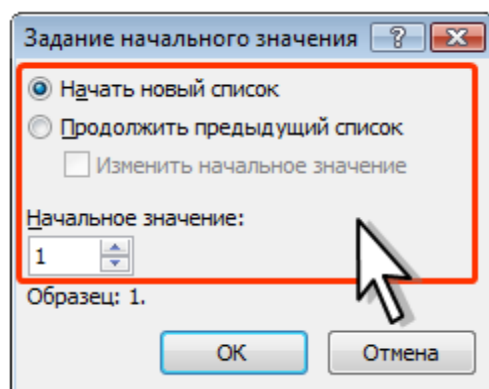 Задание начального значения ?
Начать новый список
Продолжить предыдущий список
Изменить начальное значение
Начальное значение:
1
Образец: 1.
ОК Отмена